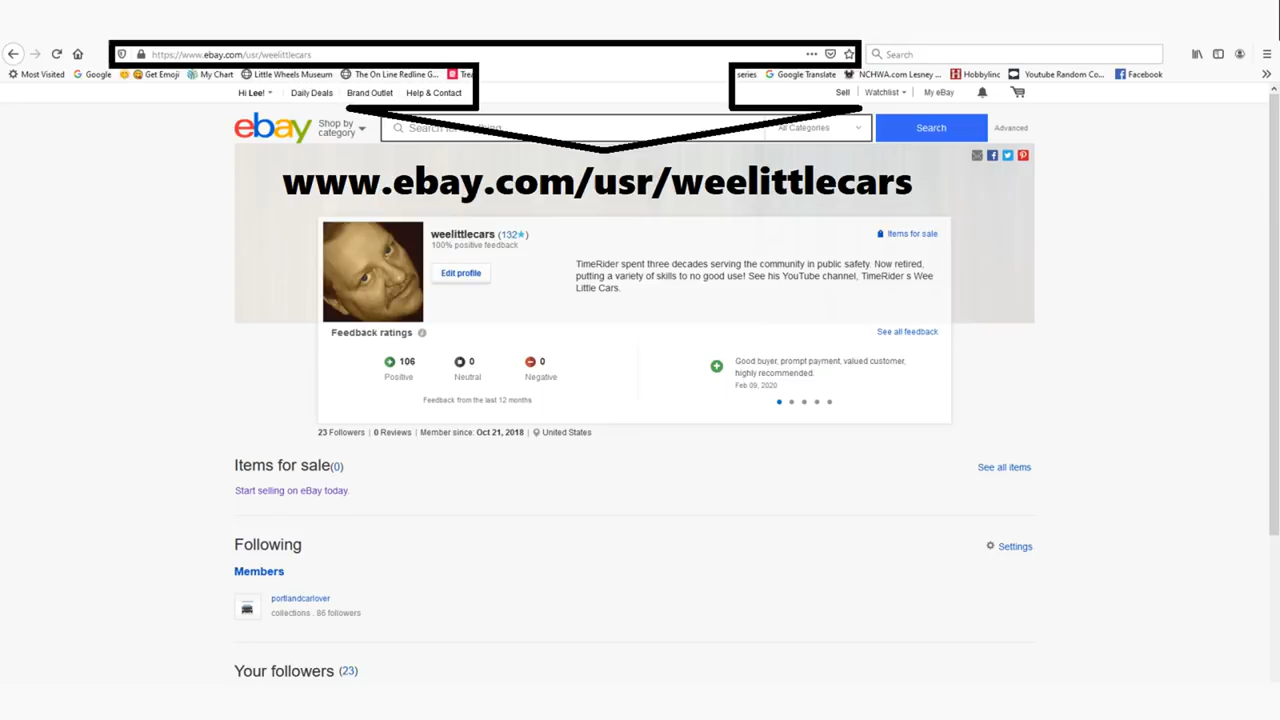 https://www.ebay.com/usr/weelittlecars
Search
Most Visited
Google
Get Emoji
My Chart
Little Wheels Museum
The On Line Redline G...
series
Google Translate
NCHWA.com Lesney ...
Hobbylinc
Youtube Random Co...
Facebook
Hi Lee!
Daily Deals
Brand Outlet
Help & Contact
Sell
Watchlist
My eBay
ebay
Shop by
category
Search for anything
All Categories
Search
Advanced
www.ebay.com/usr/weelittlecars
weelittlecars (132★)
100% positive feedback
Edit profile
Items for sale
TimeRider spent three decades serving the community in public safety. Now retired,
putting a variety of skills to no good use! See his YouTube channel, TimeRider s Wee
Little Cars.
Feedback ratings
See all feedback
106
Positive
0
Neutral
0
Negative
Feedback from the last 12 months
Good buyer, prompt payment, valued customer,
highly recommended.
Feb 09, 2020
23 Followers | 0 Reviews | Member since: Oct 21, 2018 | United States
Items for sale(0)
See all items
Start selling on eBay today.
Following
Settings
Members
portlandcarlover
collections . 86 followers
Your followers (23)